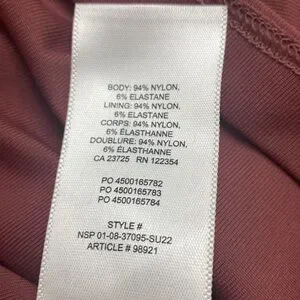 BODY: 94% NYLON,
6% ELASTANE
LINING: 94% NYLON,
6% ELASTANE
CORPS: 94% NYLON,
6% ÉLASTHANNE
DOUBLURE: 94% NYLON,
6% ÉLASTHANNE
CA 23725 RN 122354
PO 4500165782
PO 4500165783
PO 4500165784
STYLE #
NSP 01-08-37095-SU22
ARTICLE # 98921